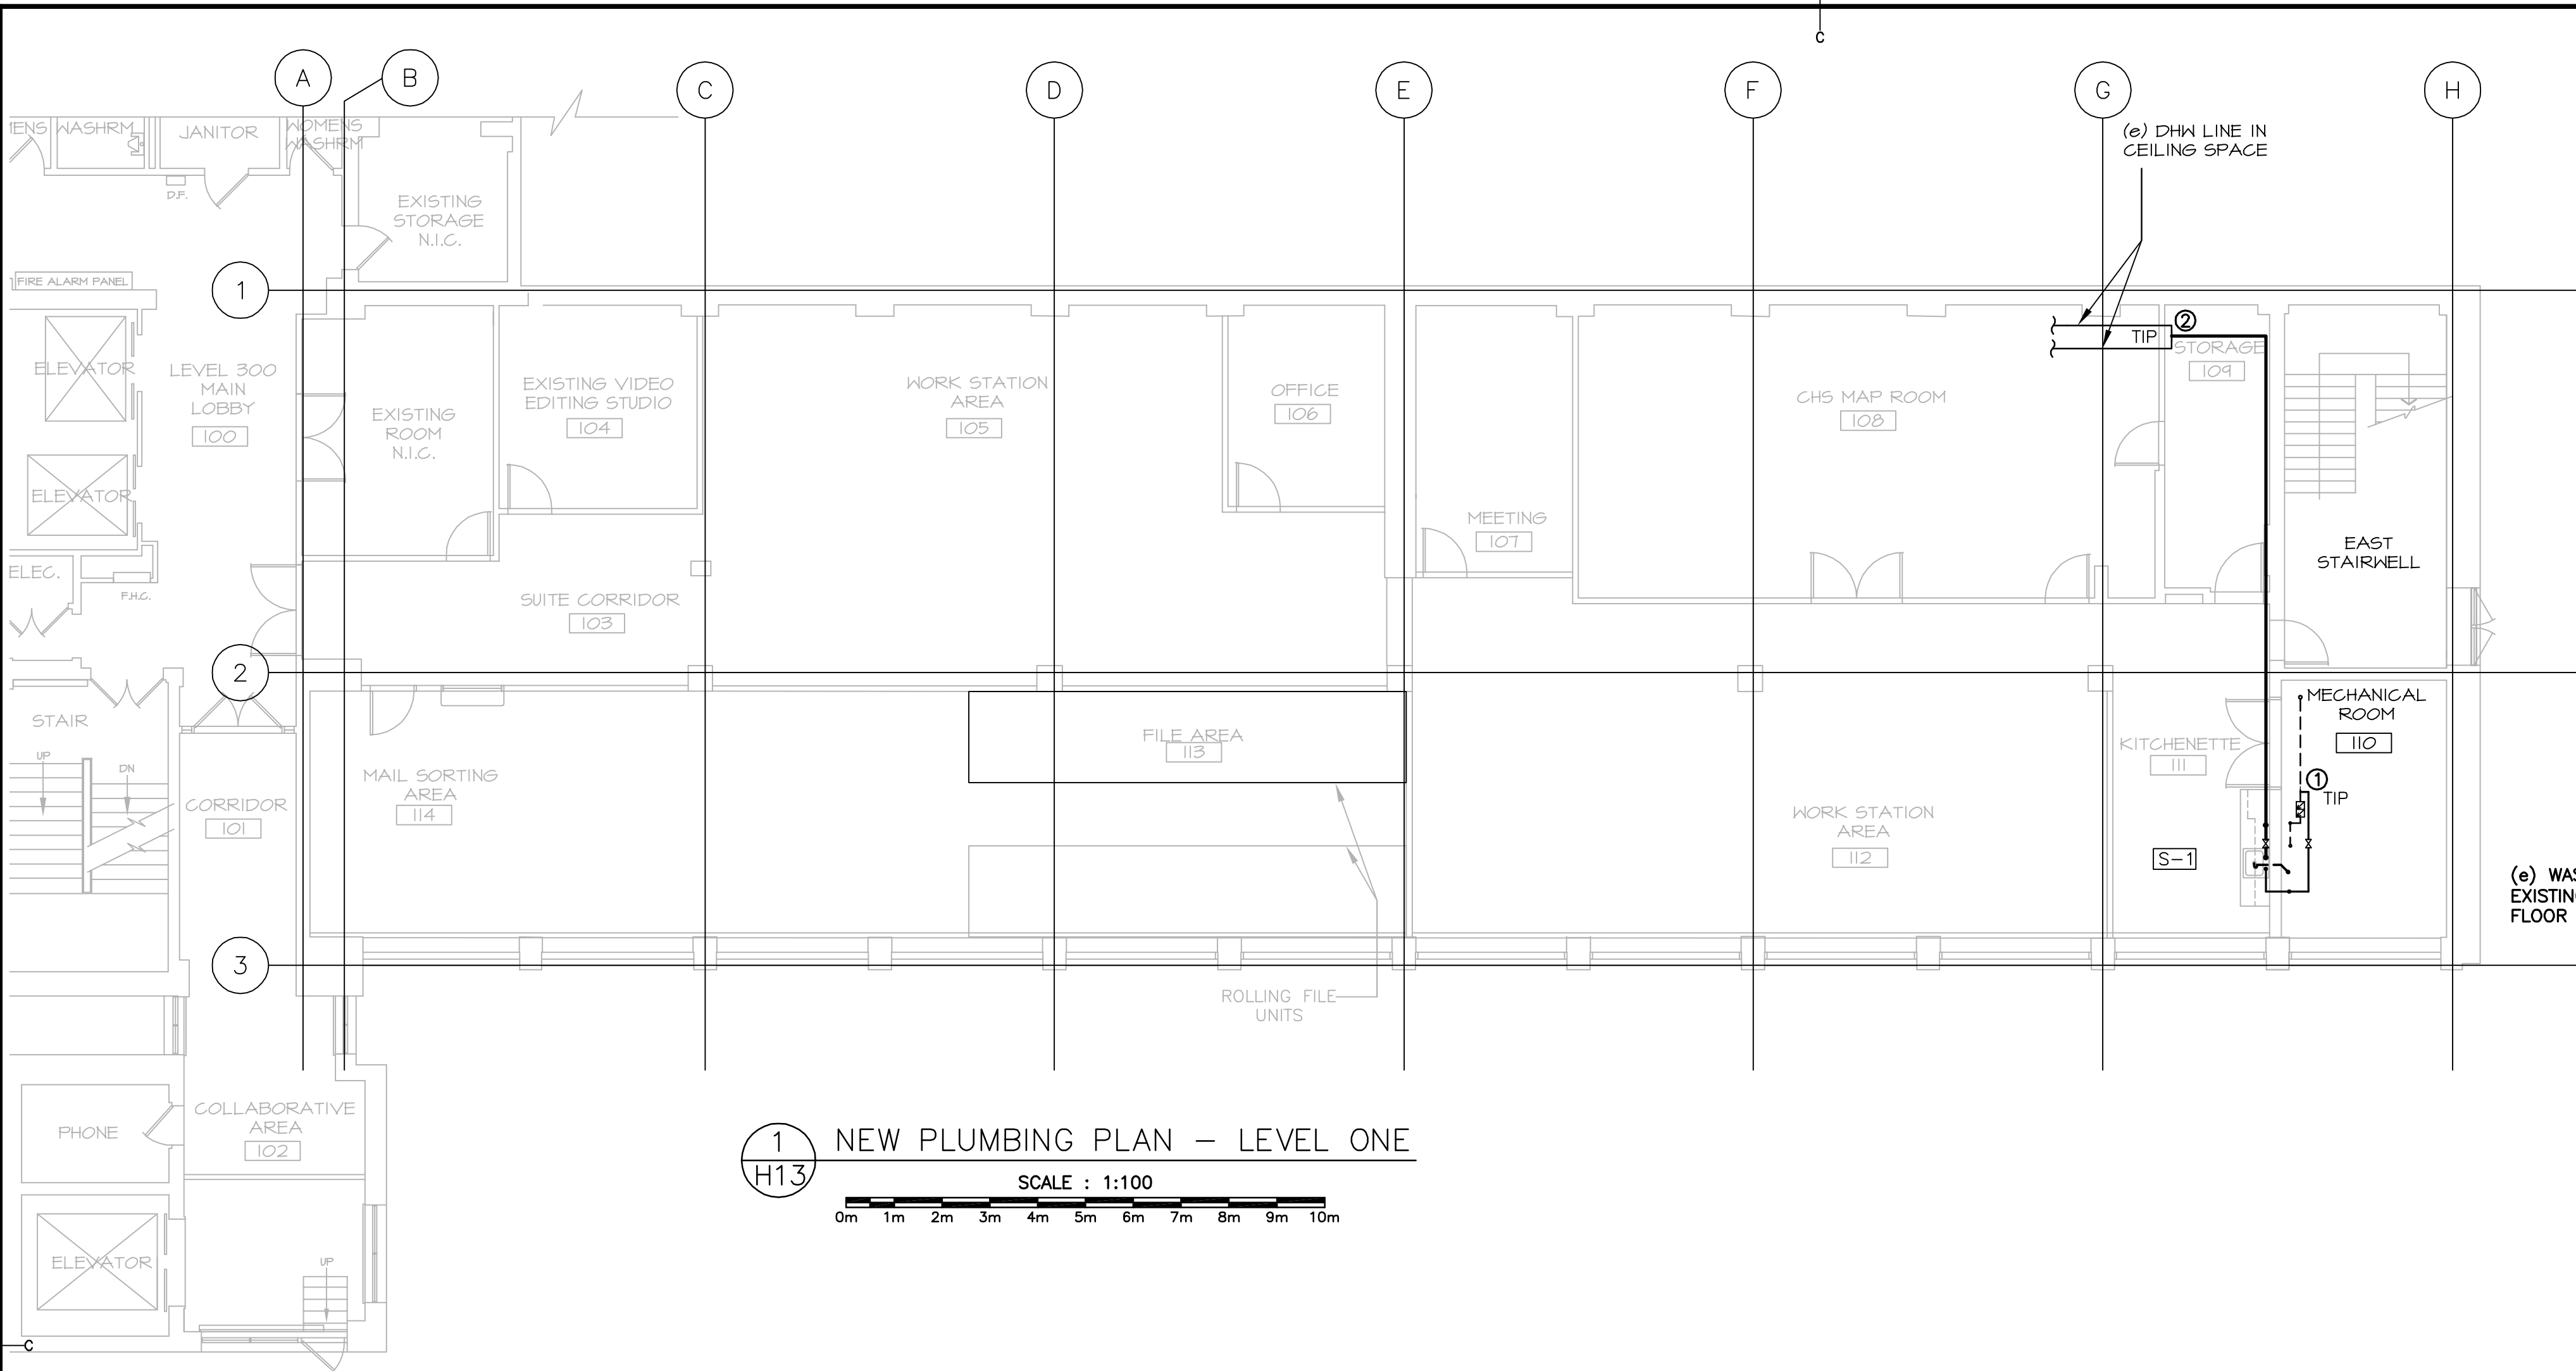 C
A
B
C
D
E
F
G
H
(e) DHW LINE IN
CEILING SPACE
WASHRM
JANITOR
WOMENS
WASHRM
D.F.
EXISTING
STORAGE
N.I.C.
FIRE ALARM PANEL
1
ELEVATOR
LEVEL 300
MAIN
LOBBY
100
EXISTING
ROOM
N.I.C.
EXISTING VIDEO
EDITING STUDIO
104
WORK STATION
AREA
105
OFFICE
106
MEETING
107
CHS MAP ROOM
108
TIP
2
STORAGE
109
EAST
STAIRWELL
ELEVATOR
ELEC.
F.H.C.
SUITE CORRIDOR
103
2
STAIR
UP
DN
CORRIDOR
101
MAIL SORTING
AREA
114
FILE AREA
113
WORK STATION
AREA
112
KITCHENETTE
111
S-1
MECHANICAL
ROOM
110
1
TIP
(e) WAS
EXISTING
FLOOR
3
ROLLING FILE
UNITS
PHONE
COLLABORATIVE
AREA
102
ELEVATOR
UP
1
H13
NEW PLUMBING PLAN - LEVEL ONE
SCALE : 1:100
0m 1m 2m 3m 4m 5m 6m 7m 8m 9m 10m
C